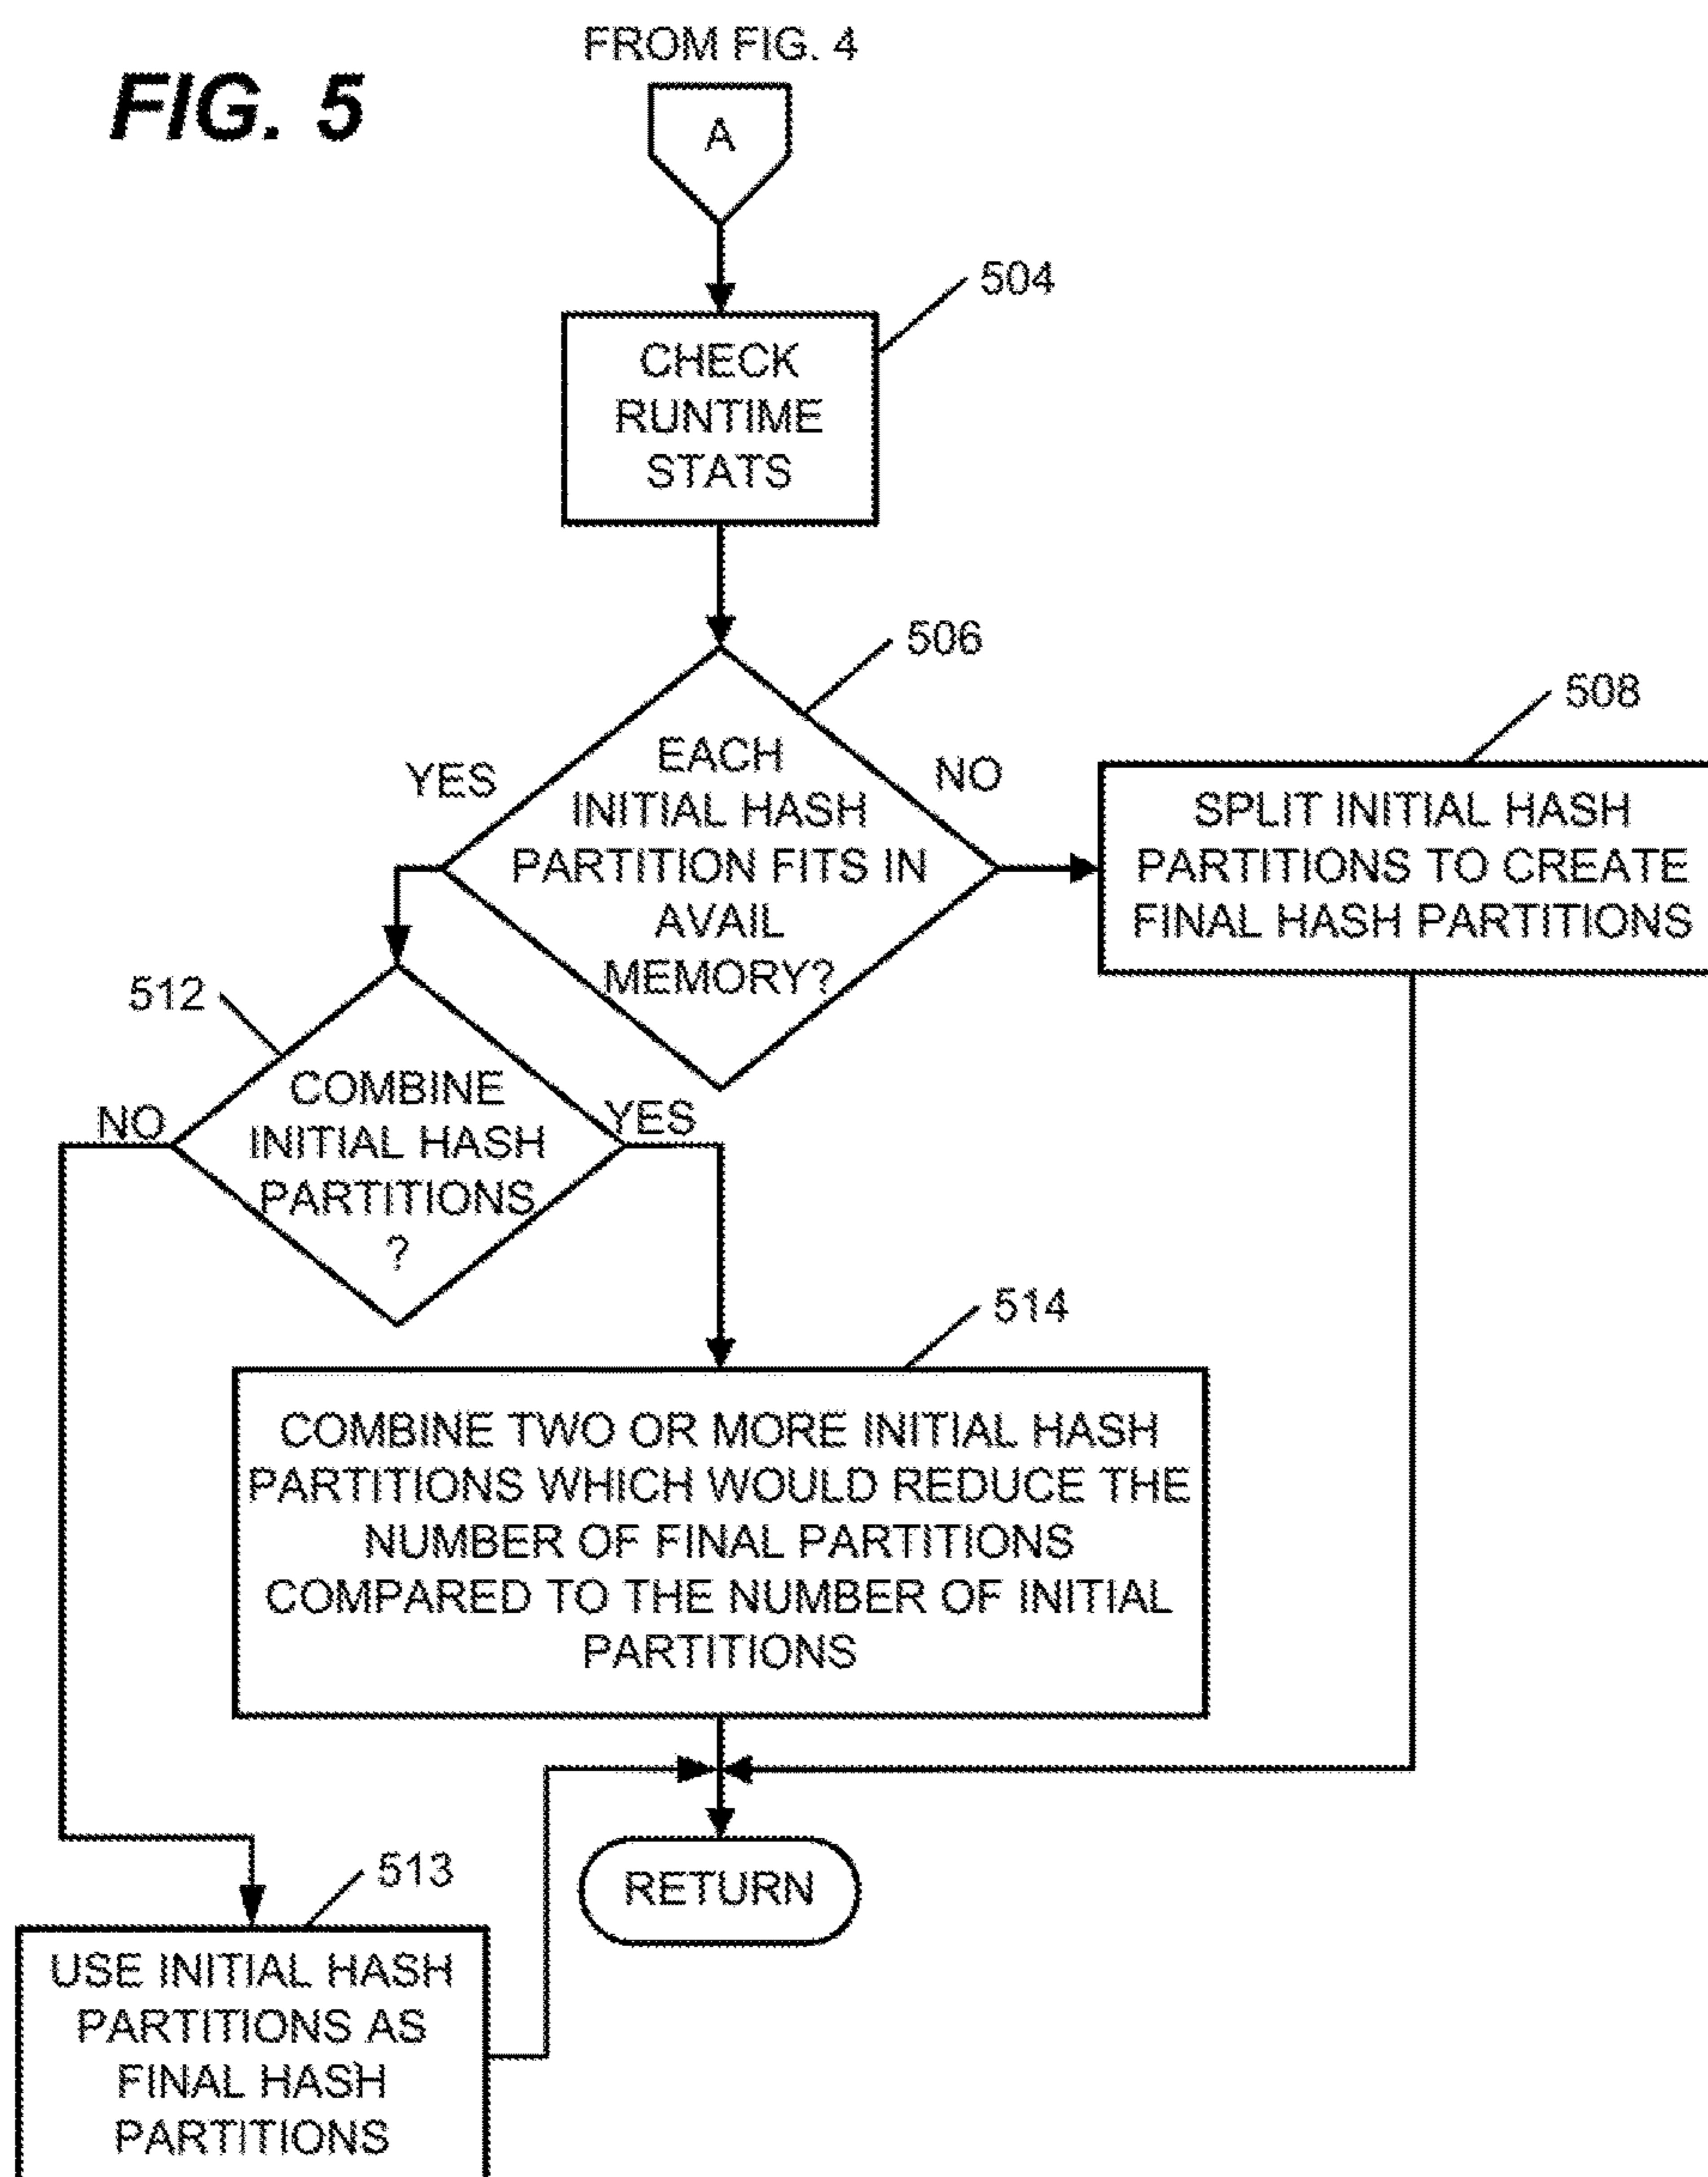 FIG. 5
FROM FIG. 4
A
504
CHECK
RUNTIME
STATS
506
EACH
INITIAL HASH
PARTITION FITS IN
AVAIL
MEMORY?
YES
NO
508
SPLIT INITIAL HASH
PARTITIONS TO CREATE
FINAL HASH PARTITIONS
512
COMBINE
INITIAL HASH
PARTITIONS
?
NO
YES
514
COMBINE TWO OR MORE INITIAL HASH
PARTITIONS WHICH WOULD REDUCE THE
NUMBER OF FINAL PARTITIONS
COMPARED TO THE NUMBER OF INITIAL
PARTITIONS
513
USE INITIAL HASH
PARTITIONS AS
FINAL HASH
PARTITIONS
RETURN